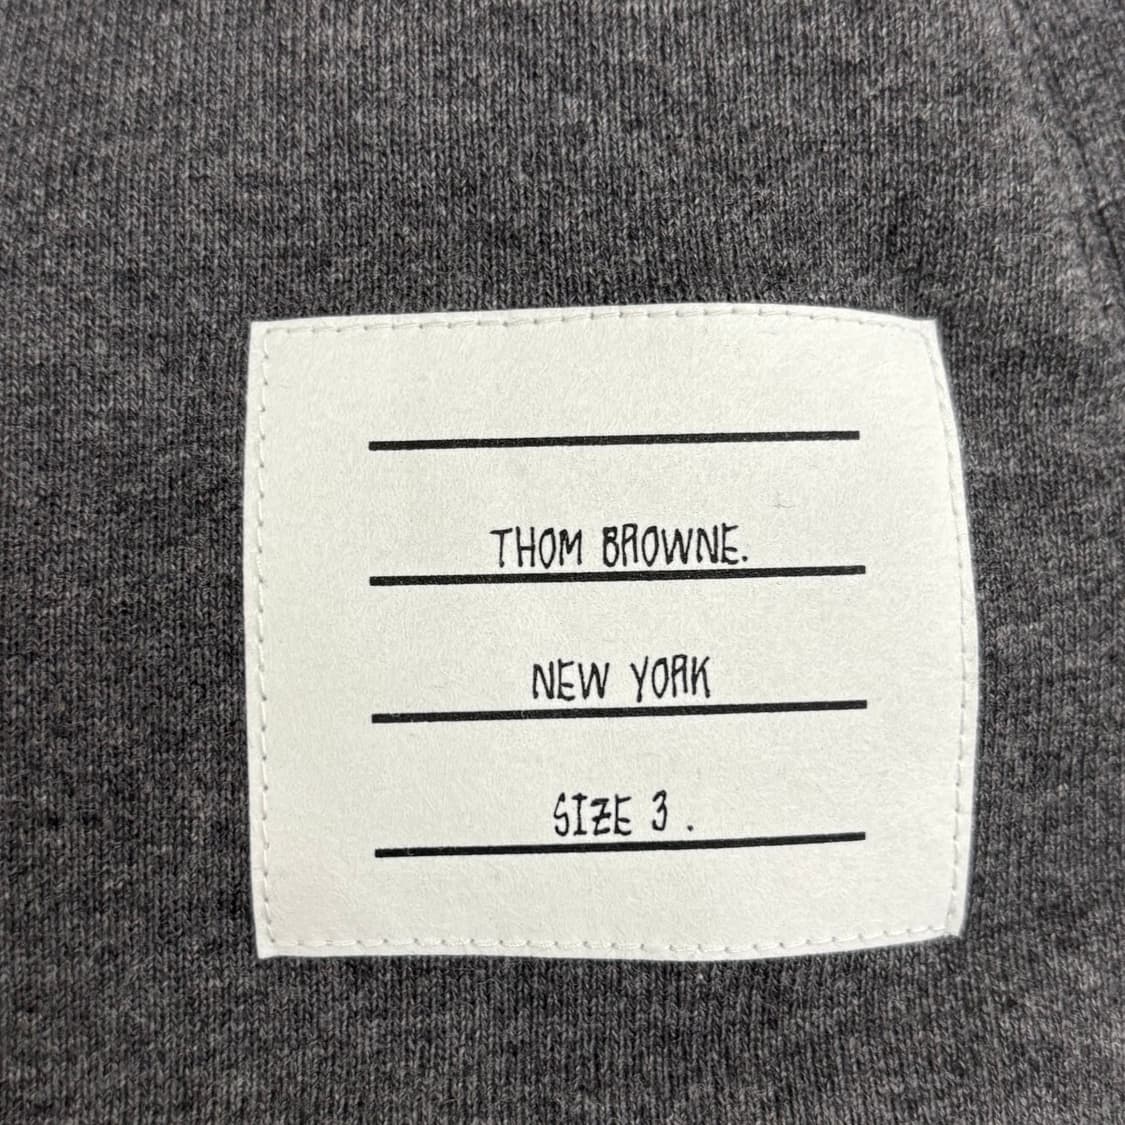 THOM BROWNE.
NEW YORK
SIZE 3 .